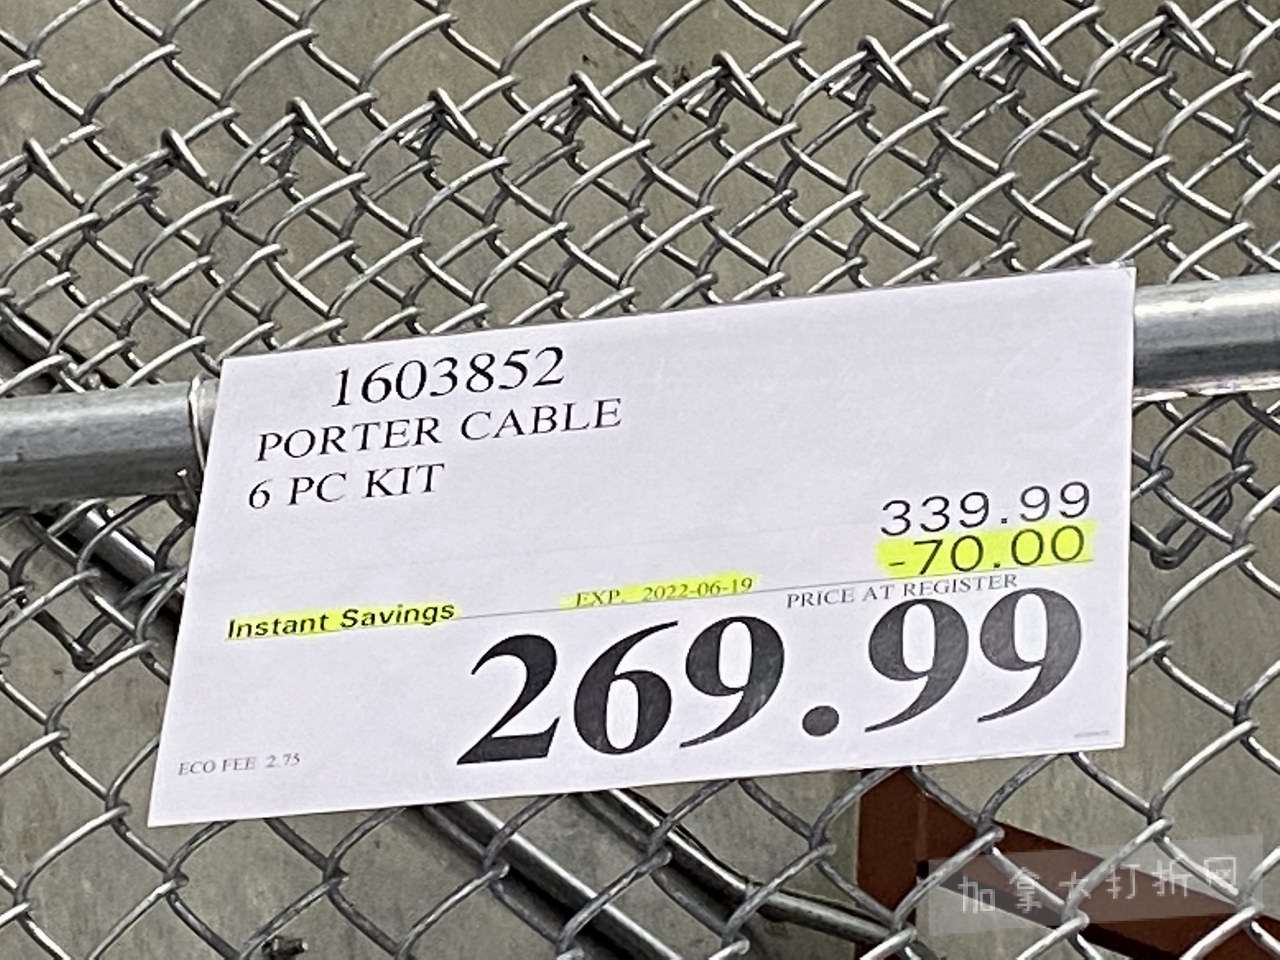 1603852
PORTER CABLE
6 PC KIT
339.99
-70.00
Instant Savings EXP. 2022-06-19 PRICE AT REGISTER
269.99
ECO FEE 2.75
加拿大打折网